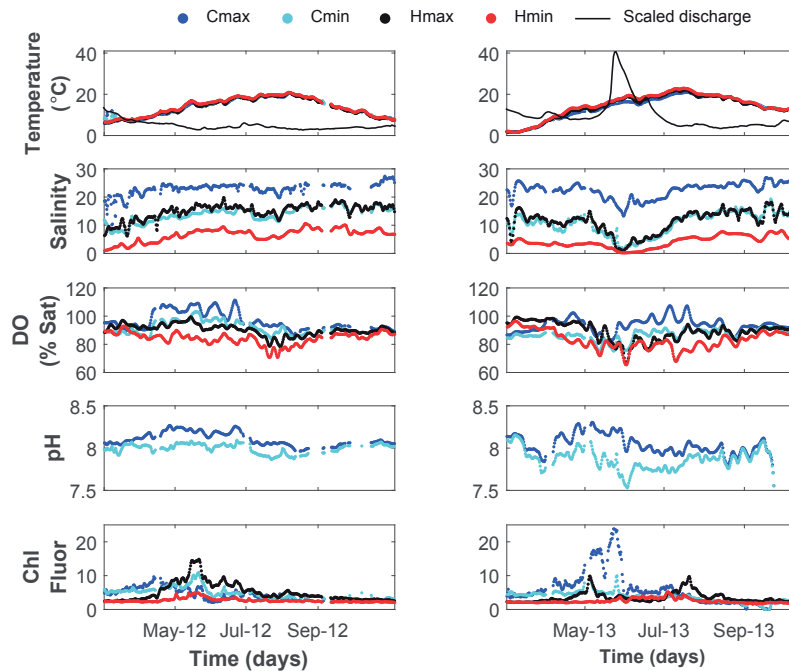 Cmax Cmin Hmax Hmin Scaled discharge
Temperature
(°C)
40
20
0
40
20
0
Salinity
30
20
10
0
30
20
10
0
DO
(% Sat)
120
100
80
60
120
100
80
60
pH
8.5
8
7.5
8.5
8
7.5
Chl
Fluor
20
10
0
20
10
0
May-12 Jul-12 Sep-12
May-13 Jul-13 Sep-13
Time (days)
Time (days)